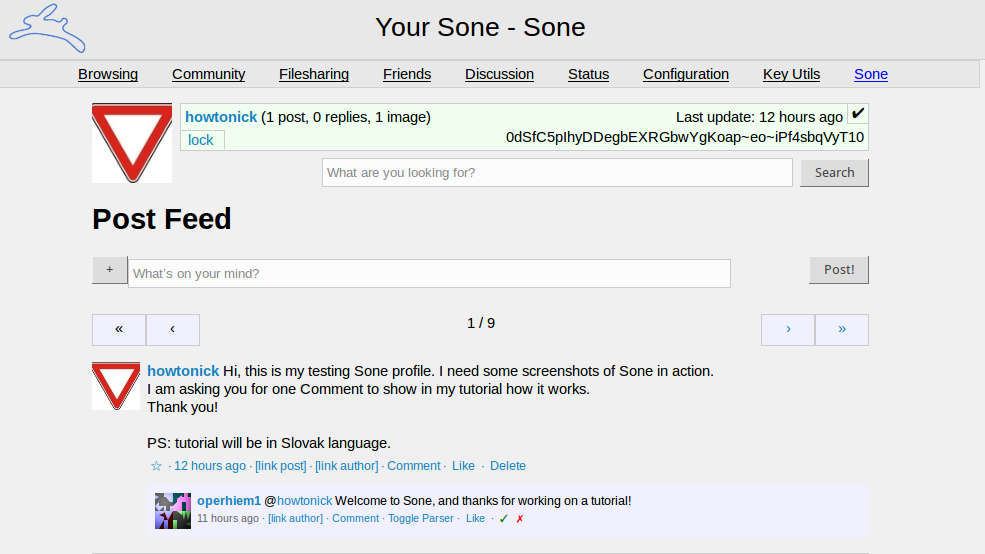 Your Sone - Sone
Browsing Community Filesharing Friends Discussion Status Configuration Key Utils Sone
howtonick (1 post, 0 replies, 1 image) Last update: 12 hours ago ✔
lock 0dSfC5pIhyDDegbEXRGbwYgKoap~eo~iPf4sbqVyT10
What are you looking for? Search
Post Feed
+ What's on your mind? Post!
« ‹ 1 / 9 › »
howtonick Hi, this is my testing Sone profile. I need some screenshots of Sone in action.
I am asking you for one Comment to show in my tutorial how it works.
Thank you!
PS: tutorial will be in Slovak language.
☆ · 12 hours ago · [link post] · [link author] · Comment · Like · Delete
operhiem1 @howtonick Welcome to Sone, and thanks for working on a tutorial!
11 hours ago · [link author] · Comment · Toggle Parser · Like · ✓ ✗